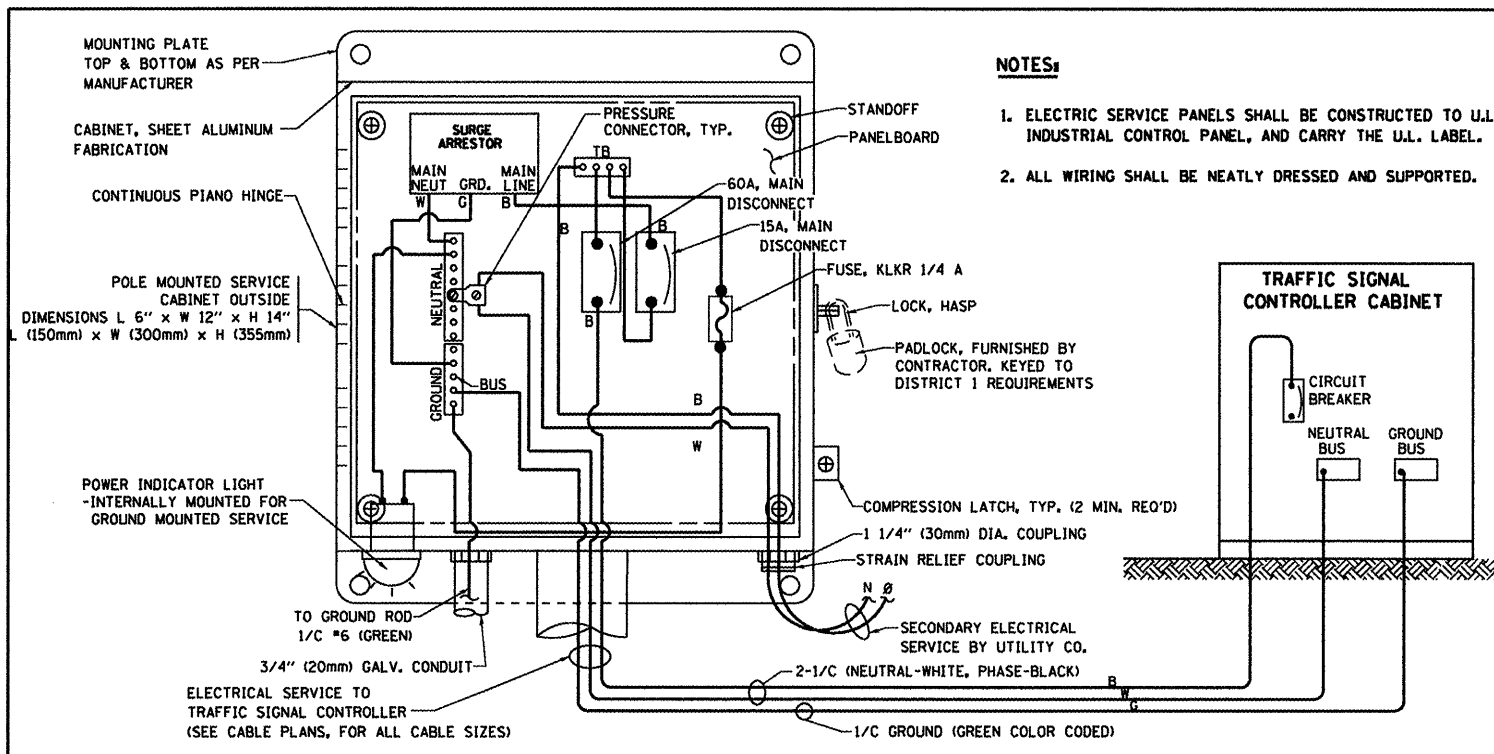 MOUNTING PLATE
TOP & BOTTOM AS PER
MANUFACTURER
CABINET, SHEET ALUMINUM
FABRICATION
CONTINUOUS PIANO HINGE
POLE MOUNTED SERVICE
CABINET OUTSIDE
DIMENSIONS L 6" x W 12" x H 14"
L (150mm) x W (300mm) x H (355mm)
POWER INDICATOR LIGHT
-INTERNALLY MOUNTED FOR
GROUND MOUNTED SERVICE
SURGE
ARRESTOR
MAIN
NEUT
GRD.
MAIN
LINE
W
G
B
PRESSURE
CONNECTOR, TYP.
TB
60A, MAIN
DISCONNECT
15A, MAIN
DISCONNECT
B
B
B
NEUTRAL
GROUND
BUS
B
W
STANDOFF
PANELBOARD
FUSE, KLKR 1/4 A
LOCK, HASP
PADLOCK, FURNISHED BY
CONTRACTOR. KEYED TO
DISTRICT 1 REQUIREMENTS
COMPRESSION LATCH, TYP. (2 MIN. REQ'D)
1 1/4" (30mm) DIA. COUPLING
STRAIN RELIEF COUPLING
N Ø
SECONDARY ELECTRICAL
SERVICE BY UTILITY CO.
TO GROUND ROD
1/C #6 (GREEN)
3/4" (20mm) GALV. CONDUIT
ELECTRICAL SERVICE TO
TRAFFIC SIGNAL CONTROLLER
(SEE CABLE PLANS, FOR ALL CABLE SIZES)
2-1/C (NEUTRAL-WHITE, PHASE-BLACK)
B
W
G
1/C GROUND (GREEN COLOR CODED)
NOTES:
1. ELECTRIC SERVICE PANELS SHALL BE CONSTRUCTED TO U.L
INDUSTRIAL CONTROL PANEL, AND CARRY THE U.L. LABEL.
2. ALL WIRING SHALL BE NEATLY DRESSED AND SUPPORTED.
TRAFFIC SIGNAL
CONTROLLER CABINET
CIRCUIT
BREAKER
NEUTRAL
BUS
GROUND
BUS